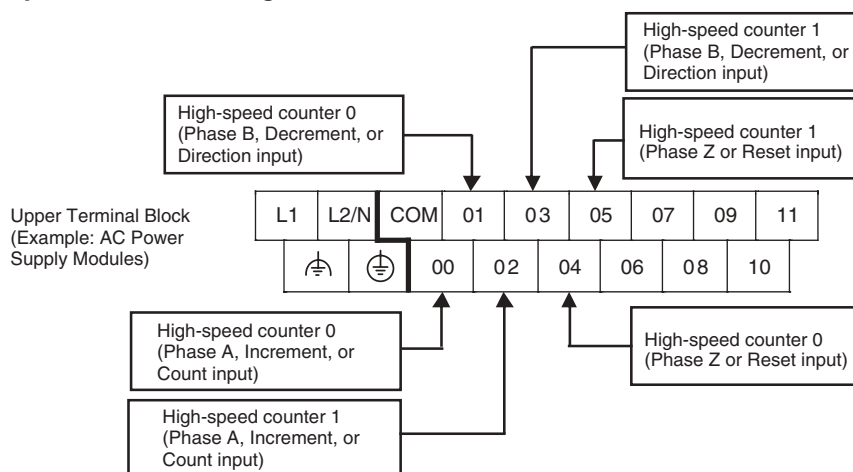 High-speed counter 1
(Phase B, Decrement, or
Direction input)
High-speed counter 0
(Phase B, Decrement, or
Direction input)
High-speed counter 1
(Phase Z or Reset input)
Upper Terminal Block
(Example: AC Power
Supply Modules)
L1 L2/N COM 01 03 05 07 09 11
00 02 04 06 08 10
High-speed counter 0
(Phase A, Increment, or
Count input)
High-speed counter 0
(Phase Z or Reset input)
High-speed counter 1
(Phase A, Increment, or
Count input)